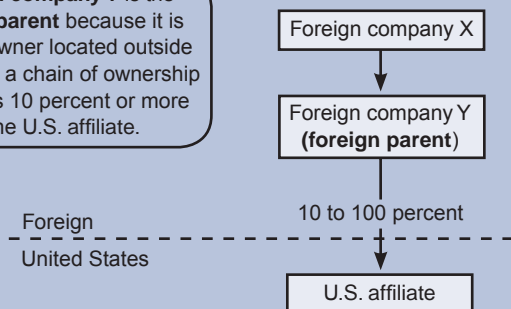 parent because it is
wner located outside
a chain of ownership
s 10 percent or more
he U.S. affiliate.
Foreign company X
Foreign company Y
(foreign parent)
10 to 100 percent
Foreign
United States
U.S. affiliate